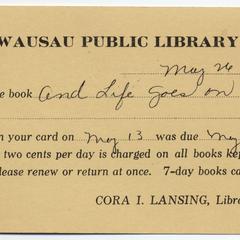 WAUSAU PUBLIC LIBRARY
May 26
e book And Life Goes on
n your card on May 13 was due May
two cents per day is charged on all books kep
lease renew or return at once. 7-day books ca
CORA I. LANSING, Libra